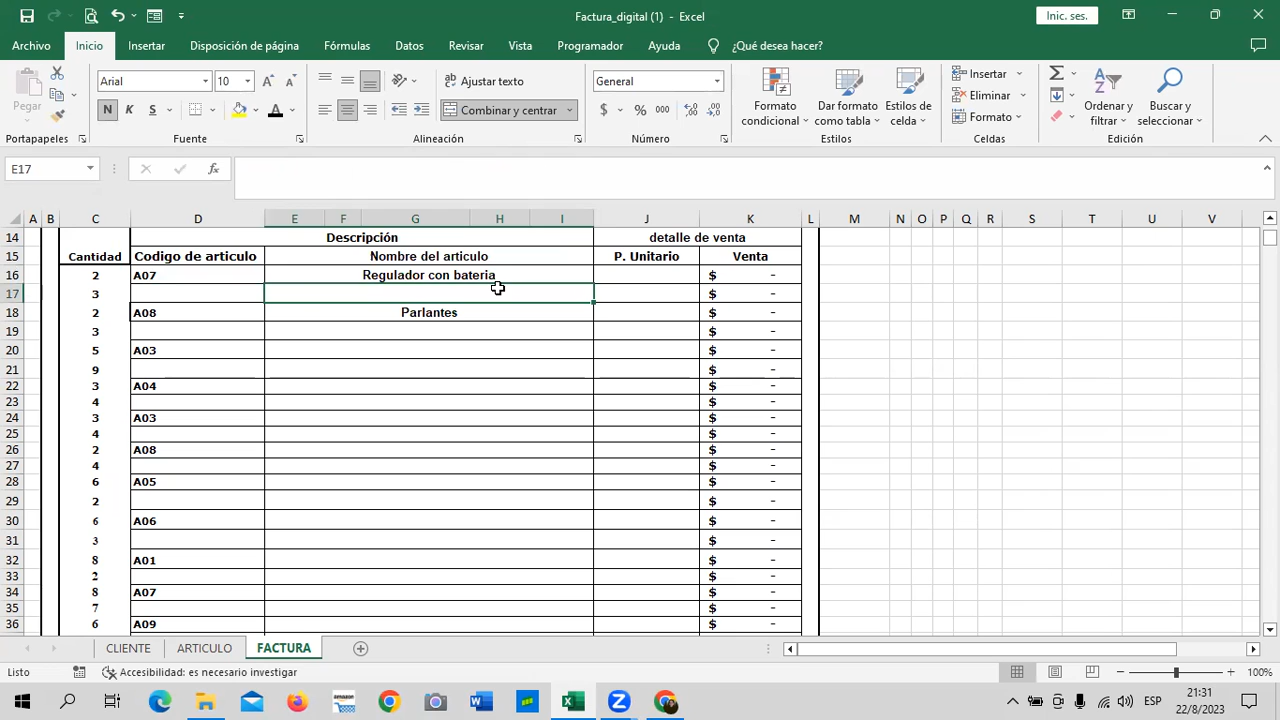 Factura_digital (1) - Excel
Inic. ses.
Archivo Inicio Insertar Disposición de página Fórmulas Datos Revisar Vista Programador Ayuda ¿Qué desea hacer?
Pegar
N K S
Arial 10
Ajustar texto
Combinar y centrar
General
$ % 000
Formato condicional
Dar formato como tabla
Estilos de celda
Insertar
Eliminar
Formato
Ordenar y filtrar
Buscar y seleccionar
Portapapeles Fuente Alineación Número Estilos Celdas Edición
E17 fx
A B C D E F G H I J K L M N O P Q R S T U V
14 Descripción detalle de venta
15 Cantidad Codigo de articulo Nombre del articulo P. Unitario Venta
16 2 A07 Regulador con bateria $ -
17 3 $ -
18 2 A08 Parlantes $ -
19 3 $ -
20 5 A03 $ -
21 9 $ -
22 3 A04 $ -
23 4 $ -
24 3 A03 $ -
25 4 $ -
26 2 A08 $ -
27 4 $ -
28 6 A05 $ -
29 2 $ -
30 6 A06 $ -
31 3 $ -
32 8 A01 $ -
33 2 $ -
34 8 A07 $ -
35 7 $ -
36 6 A09 $ -
CLIENTE ARTICULO FACTURA
Listo Accesibilidad: es necesario investigar 100%
ESP 21:31
22/8/2023